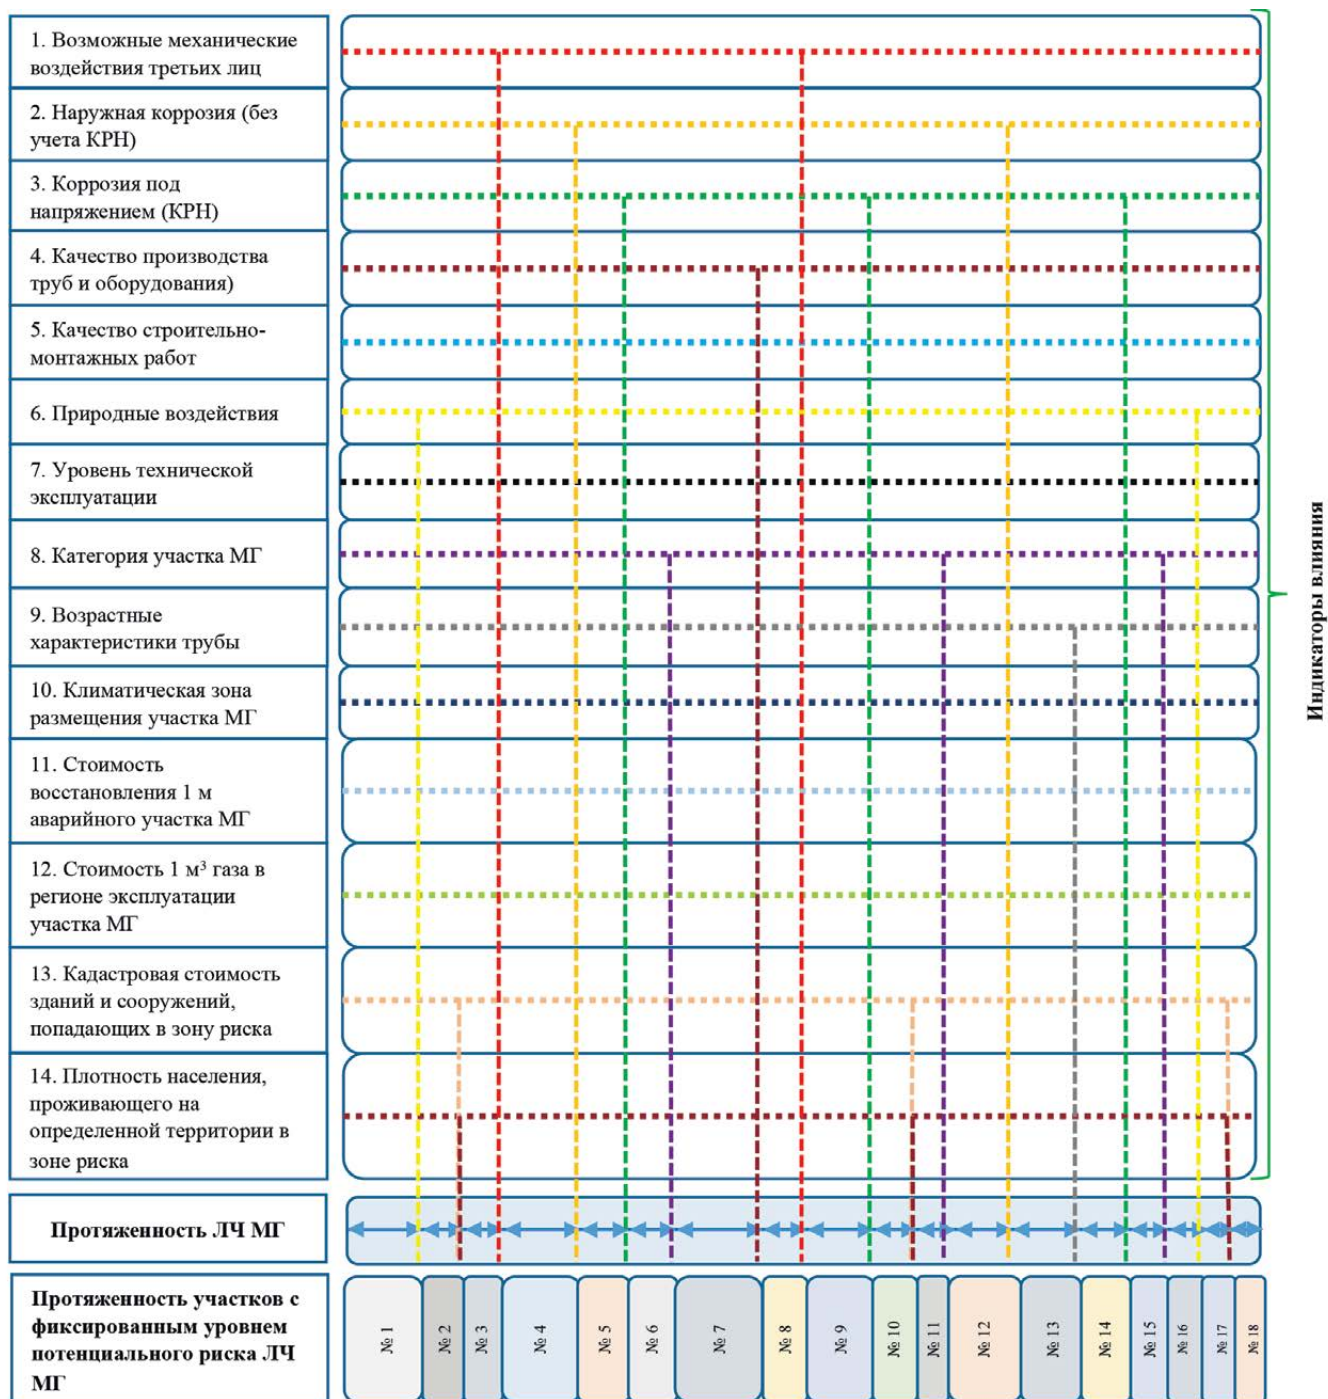 1. Возможные механические
воздействия третьих лиц
2. Наружная коррозия (без
учета КРН)
3. Коррозия под
напряжением (КРН)
4. Качество производства
труб и оборудования)
5. Качество строительно-
монтажных работ
6. Природные воздействия
7. Уровень технической
эксплуатации
8. Категория участка МГ
9. Возрастные
характеристики трубы
10. Климатическая зона
размещения участка МГ
11. Стоимость
восстановления 1 м
аварийного участка МГ
12. Стоимость 1 м³ газа в
регионе эксплуатации
участка МГ
13. Кадастровая стоимость
зданий и сооружений,
попадающих в зону риска
14. Плотность населения,
проживающего на
определенной территории в
зоне риска
Индикаторы влияния
Протяженность ЛЧ МГ
Протяженность участков с
фиксированным уровнем
потенциального риска ЛЧ
МГ
№ 1
№ 2
№ 3
№ 4
№ 5
№ 6
№ 7
№ 8
№ 9
№ 10
№ 11
№ 12
№ 13
№ 14
№ 15
№ 16
№ 17
№ 18